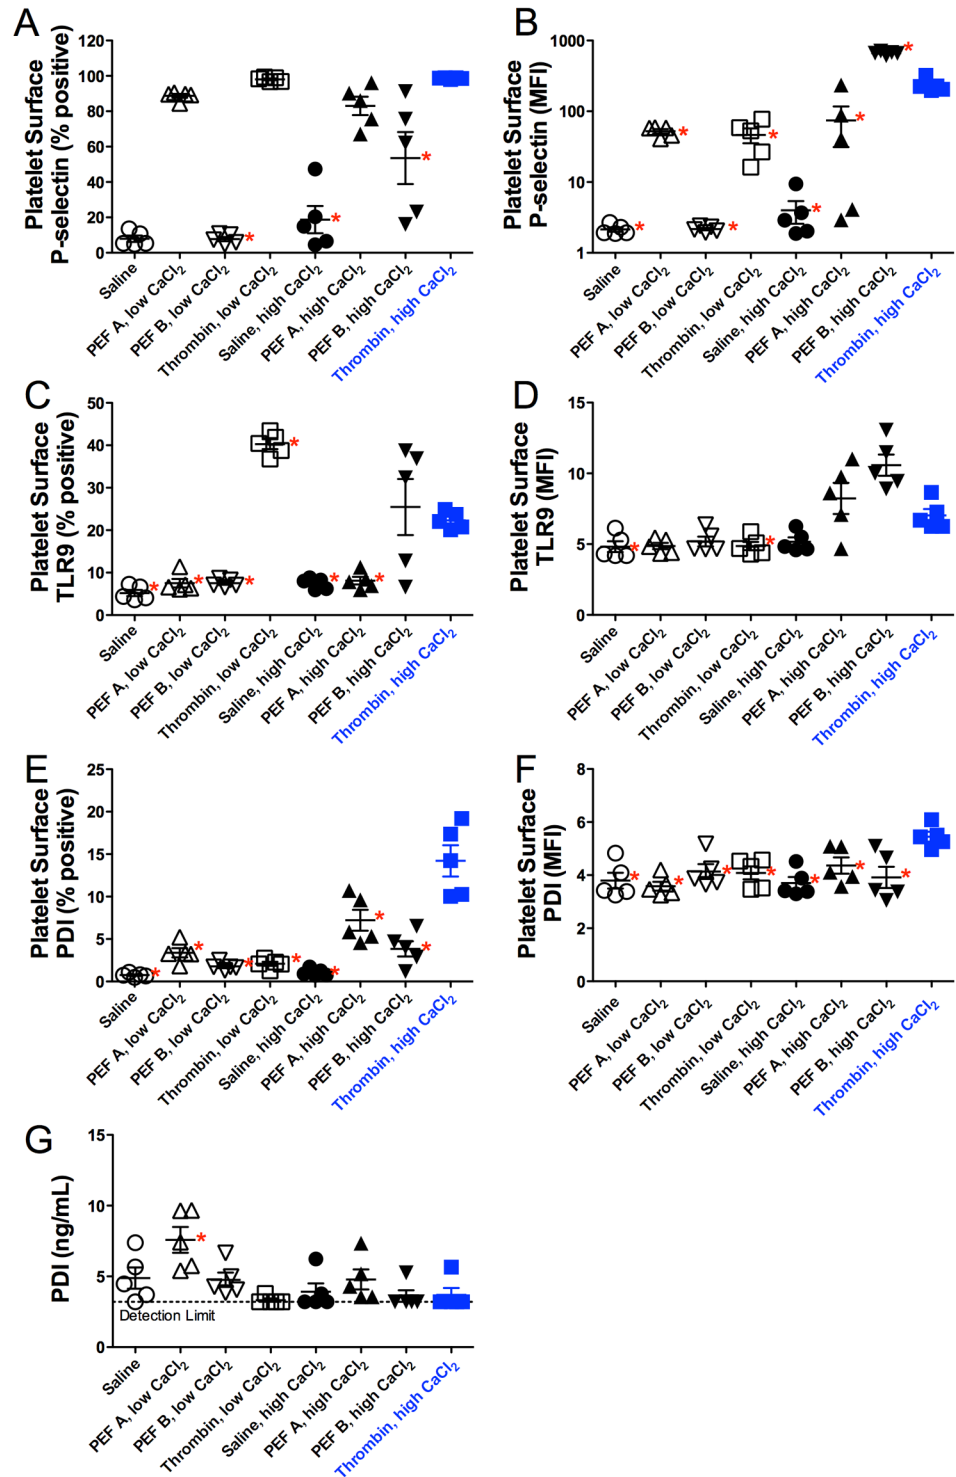 A
Platelet Surface
P-selectin (% positive)
120
100
80
60
40
20
0
*
*
*
Saline
PEF A, low CaCl2
PEF B, low CaCl2
Thrombin, low CaCl2
Saline, high CaCl2
PEF A, high CaCl2
PEF B, high CaCl2
Thrombin, high CaCl2
B
Platelet Surface
P-selectin (MFI)
1000
100
10
1
*
*
*
*
*
*
*
Saline
PEF A, low CaCl2
PEF B, low CaCl2
Thrombin, low CaCl2
Saline, high CaCl2
PEF A, high CaCl2
PEF B, high CaCl2
Thrombin, high CaCl2
C
Platelet Surface
TLR9 (% positive)
50
40
30
20
10
0
*
*
*
*
*
*
Saline
PEF A, low CaCl2
PEF B, low CaCl2
Thrombin, low CaCl2
Saline, high CaCl2
PEF A, high CaCl2
PEF B, high CaCl2
Thrombin, high CaCl2
D
Platelet Surface
TLR9 (MFI)
15
10
5
0
*
*
Saline
PEF A, low CaCl2
PEF B, low CaCl2
Thrombin, low CaCl2
Saline, high CaCl2
PEF A, high CaCl2
PEF B, high CaCl2
Thrombin, high CaCl2
E
Platelet Surface
PDI (% positive)
25
20
15
10
5
0
*
*
*
*
*
*
*
Saline
PEF A, low CaCl2
PEF B, low CaCl2
Thrombin, low CaCl2
Saline, high CaCl2
PEF A, high CaCl2
PEF B, high CaCl2
Thrombin, high CaCl2
F
Platelet Surface
PDI (MFI)
8
6
4
2
0
*
*
*
*
*
*
*
Saline
PEF A, low CaCl2
PEF B, low CaCl2
Thrombin, low CaCl2
Saline, high CaCl2
PEF A, high CaCl2
PEF B, high CaCl2
Thrombin, high CaCl2
G
PDI (ng/mL)
15
10
5
0
*
Detection Limit
Saline
PEF A, low CaCl2
PEF B, low CaCl2
Thrombin, low CaCl2
Saline, high CaCl2
PEF A, high CaCl2
PEF B, high CaCl2
Thrombin, high CaCl2